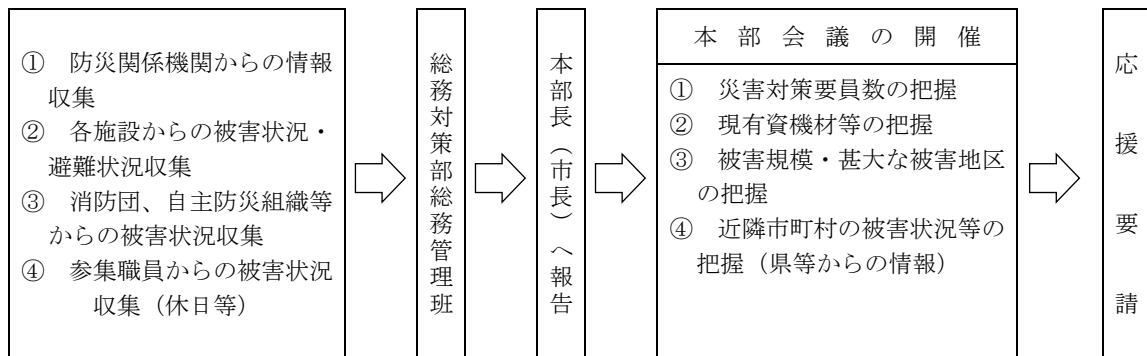 ① 防災関係機関からの情報
収集
② 各施設からの被害状況・
避難状況収集
③ 消防団、自主防災組織等
からの被害状況収集
④ 参集職員からの被害状況
収集（休日等）
総務対策部総務管理班
本部長（市長）へ報告
本部会議の開催
① 災害対策要員数の把握
② 現有資機材等の把握
③ 被害規模・甚大な被害地区
の把握
④ 近隣市町村の被害状況等の
把握（県等からの情報）
応援要請